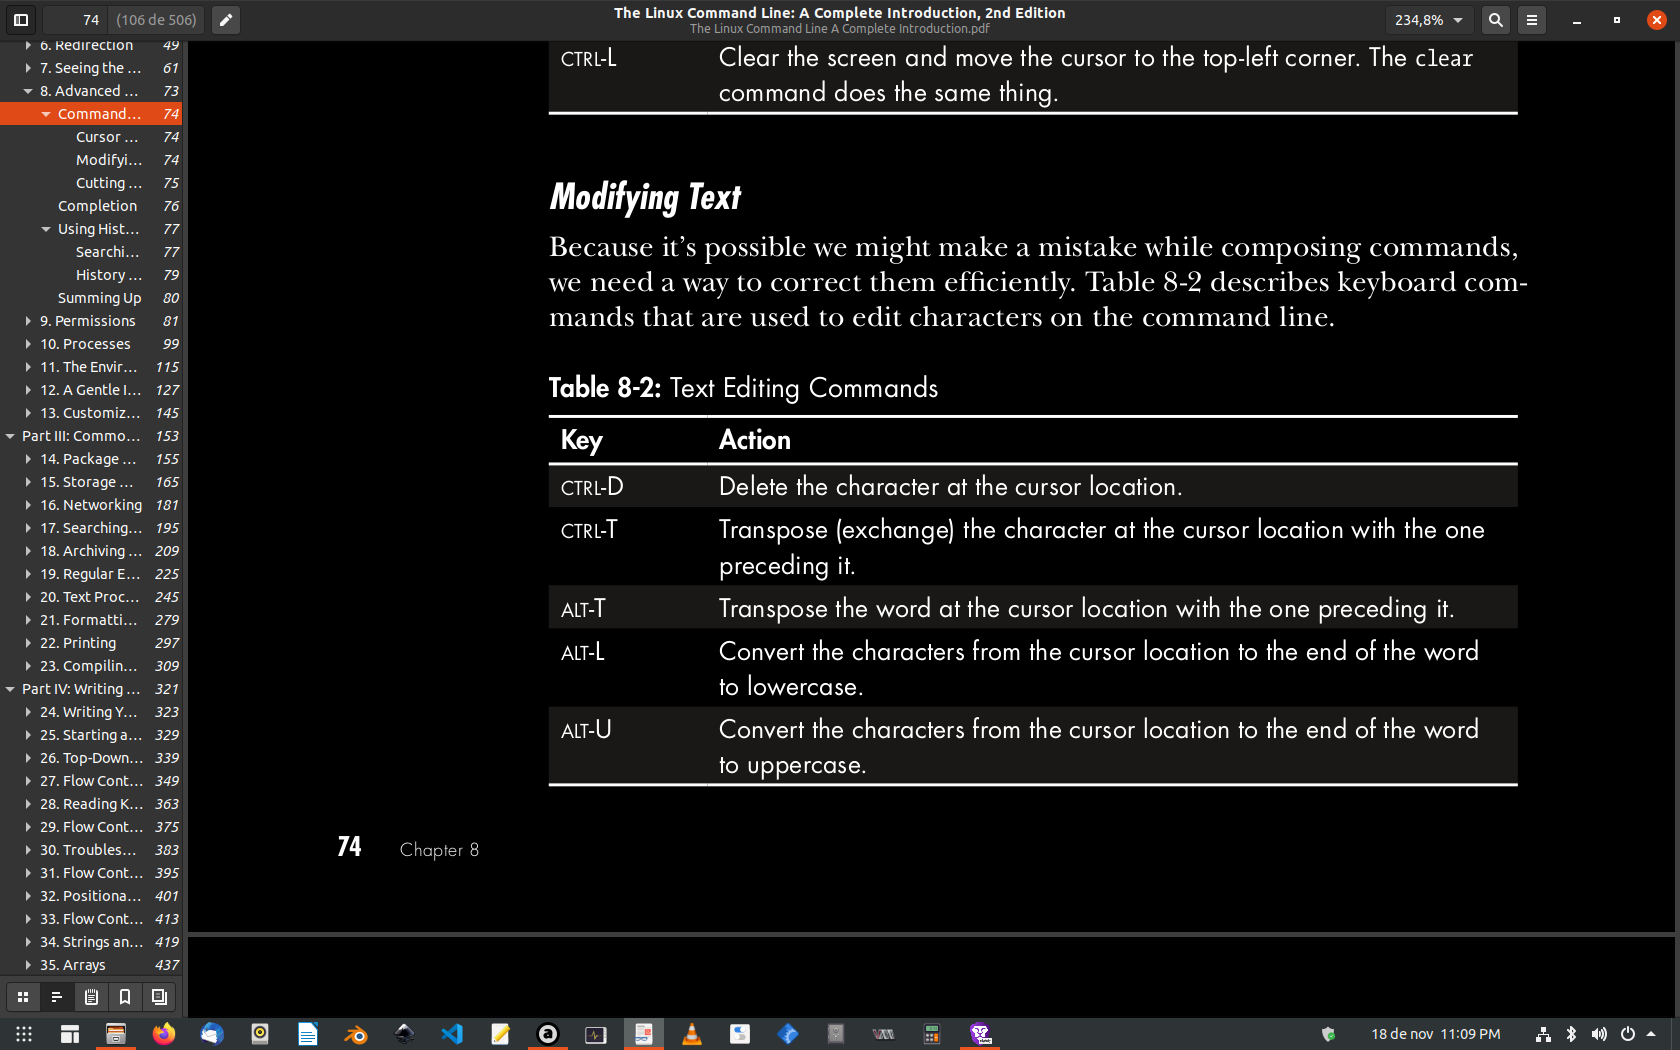 74 (106 de 506)
The Linux Command Line: A Complete Introduction, 2nd Edition
The Linux Command Line A Complete Introduction.pdf
234,8%
6. Redirection 49
7. Seeing the ... 61
8. Advanced ... 73
Command... 74
Cursor ... 74
Modifyi... 74
Cutting ... 75
Completion 76
Using Hist... 77
Searchi... 77
History ... 79
Summing Up 80
9. Permissions 81
10. Processes 99
11. The Envir... 115
12. A Gentle I... 127
13. Customiz... 145
Part III: Commo... 153
14. Package ... 155
15. Storage ... 165
16. Networking 181
17. Searching... 195
18. Archiving ... 209
19. Regular E... 225
20. Text Proc... 245
21. Formatti... 279
22. Printing 297
23. Compilin... 309
Part IV: Writing ... 321
24. Writing Y... 323
25. Starting a... 329
26. Top-Down... 339
27. Flow Cont... 349
28. Reading K... 363
29. Flow Cont... 375
30. Troubles... 383
31. Flow Cont... 395
32. Positiona... 401
33. Flow Cont... 413
34. Strings an... 419
35. Arrays 437
CTRL-L Clear the screen and move the cursor to the top-left corner. The clear
command does the same thing.
Modifying Text
Because it's possible we might make a mistake while composing commands,
we need a way to correct them efficiently. Table 8-2 describes keyboard com-
mands that are used to edit characters on the command line.
Table 8-2: Text Editing Commands
Key Action
CTRL-D Delete the character at the cursor location.
CTRL-T Transpose (exchange) the character at the cursor location with the one
preceding it.
ALT-T Transpose the word at the cursor location with the one preceding it.
ALT-L Convert the characters from the cursor location to the end of the word
to lowercase.
ALT-U Convert the characters from the cursor location to the end of the word
to uppercase.
74 Chapter 8
18 de nov 11:09 PM